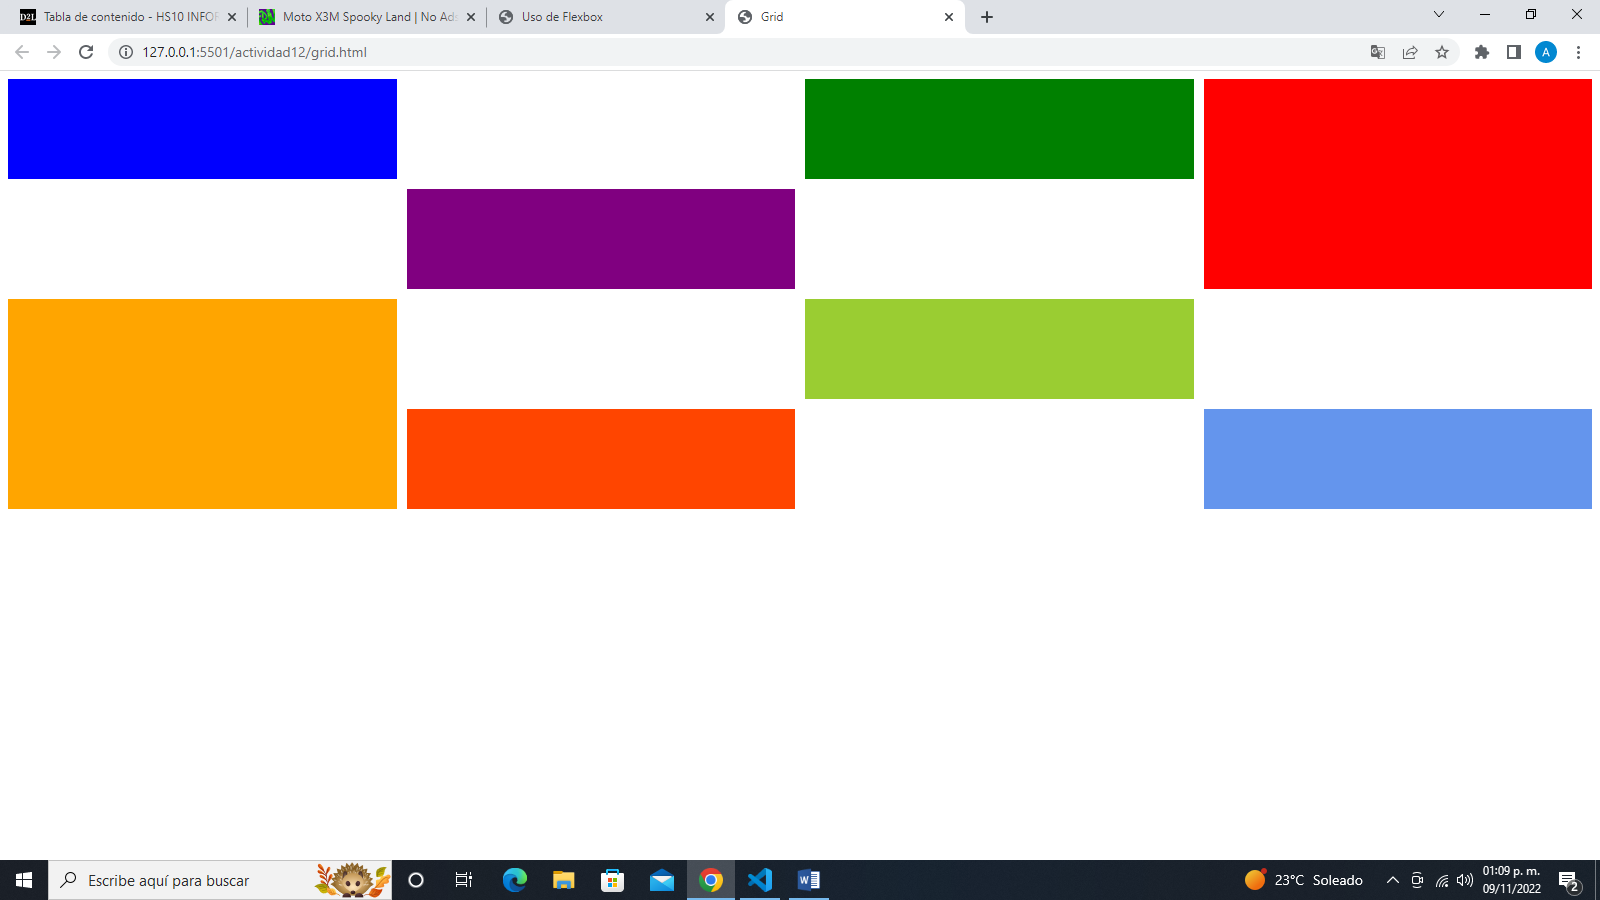 D2L Tabla de contenido - HS10 INFOR
Moto X3M Spooky Land | No Ads
Uso de Flexbox
Grid
127.0.0.1:5501/actividad12/grid.html
A
Escribe aquí para buscar
23°C Soleado
01:09 p. m.
09/11/2022
2